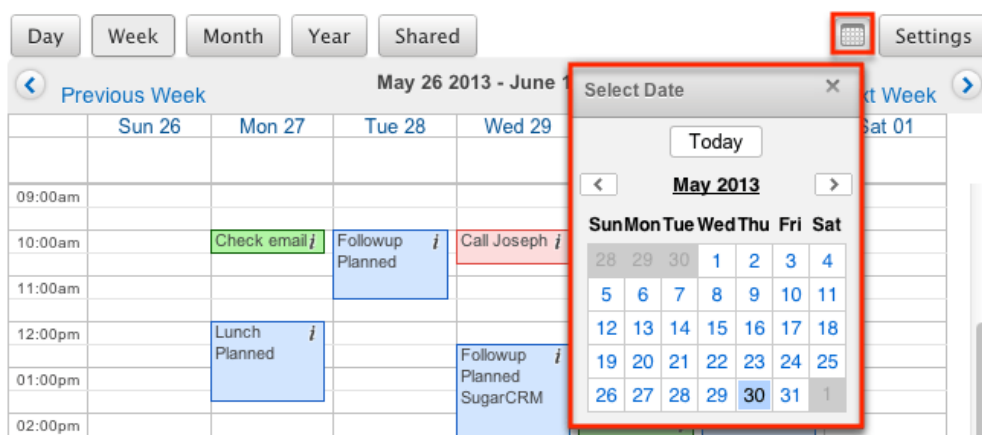 Day Week Month Year Shared Settings
Previous Week May 26 2013 - June 1 xt Week
Sun 26 Mon 27 Tue 28 Wed 29 Sat 01
09:00am
10:00am
11:00am
12:00pm
01:00pm
02:00pm
Check email i
Lunch i
Planned
Followup i
Planned
Call Joseph i
Followup i
Planned
SugarCRM
Select Date ×
Today
< May 2013 >
Sun Mon Tue Wed Thu Fri Sat
28 29 30 1 2 3 4
5 6 7 8 9 10 11
12 13 14 15 16 17 18
19 20 21 22 23 24 25
26 27 28 29 30 31 1